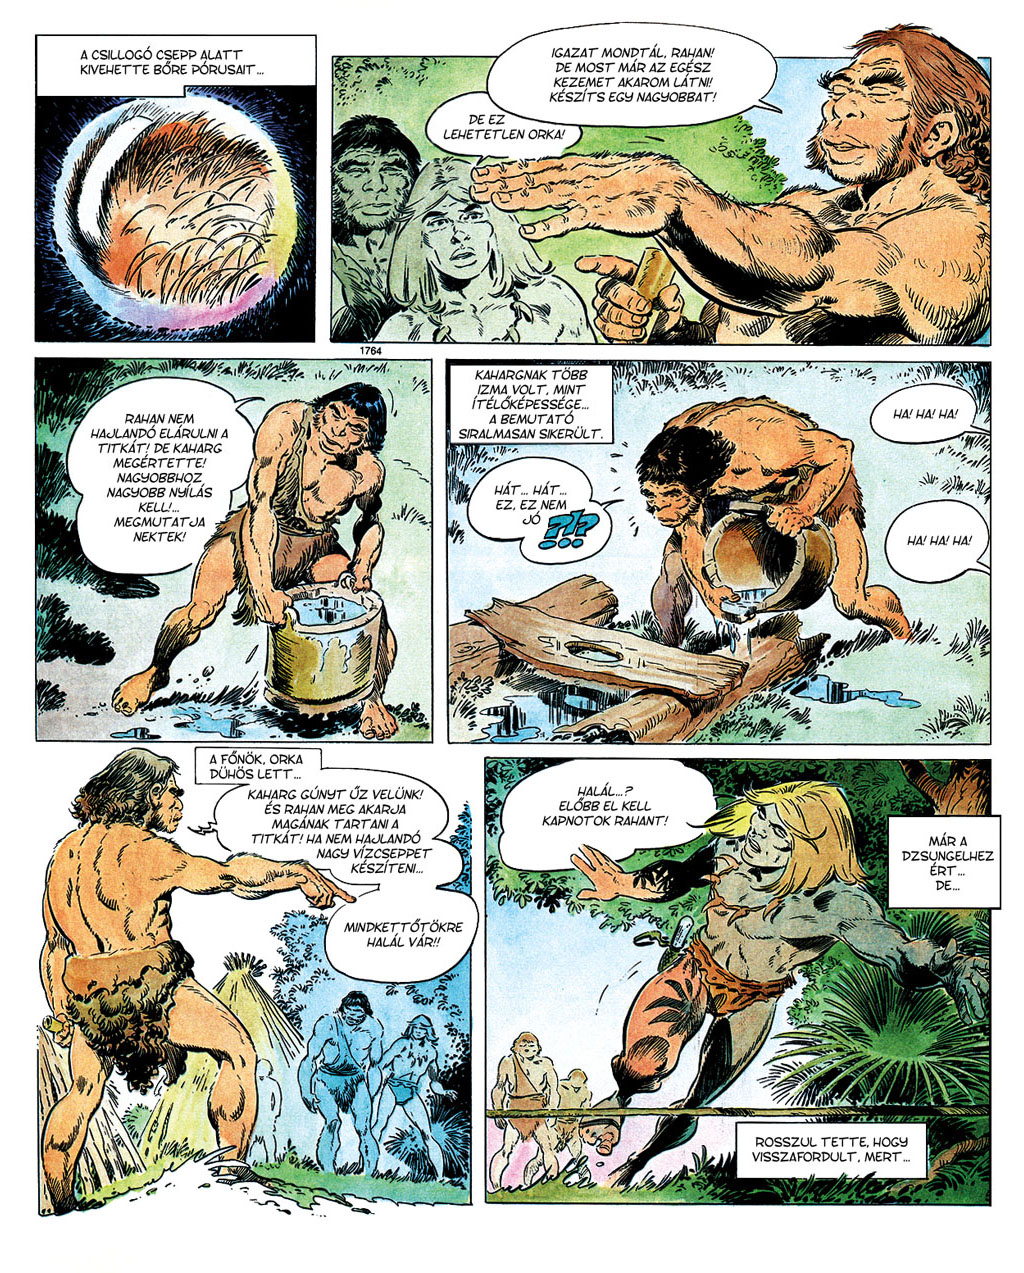 A CSILLOGÓ CSEPP ALATT
KIVEHETTE BŐRE PÓRUSAIT...
IGAZAT MONDTÁL, RAHAN!
DE MOST MÁR AZ EGÉSZ
KEZEMET AKAROM LÁTNI!
KÉSZÍTS EGY NAGYOBBAT!
DE EZ
LEHETETLEN ORKA!
1764
RAHAN NEM
HAJLANDÓ ELÁRULNI A
TITKÁT! DE KAHARG
MEGÉRTETTE!
NAGYOBBHOZ
NAGYOBB NYÍLÁS
KELL!...
MEGMUTATJA
NEKTEK!
KAHARGNAK TÖBB
IZMA VOLT, MINT
ÍTÉLŐKÉPESSÉGE...
A BEMUTATÓ
SIRALMASAN SIKERÜLT.
HA! HA! HA!
HÁT... HÁT...
EZ, EZ NEM
JÓ
?!?...
HA! HA! HA!
A FŐNÖK, ORKA
DÜHÖS LETT...
KAHARG GÚNYT ŰZ VELÜNK!
ÉS RAHAN MEG AKARJA
MAGÁNAK TARTANI A
TITKÁT! HA NEM HAJLANDÓ
NAGY VÍZCSEPPET
KÉSZÍTENI...
MINDKETTŐTÖKRE
HALÁL VÁR!!
HALÁL...?
ELŐBB EL KELL
KAPNOTOK RAHANT!
MÁR A
DZSUNGELHEZ
ÉRT...
DE...
ROSSZUL TETTE, HOGY
VISSZAFORDULT, MERT...